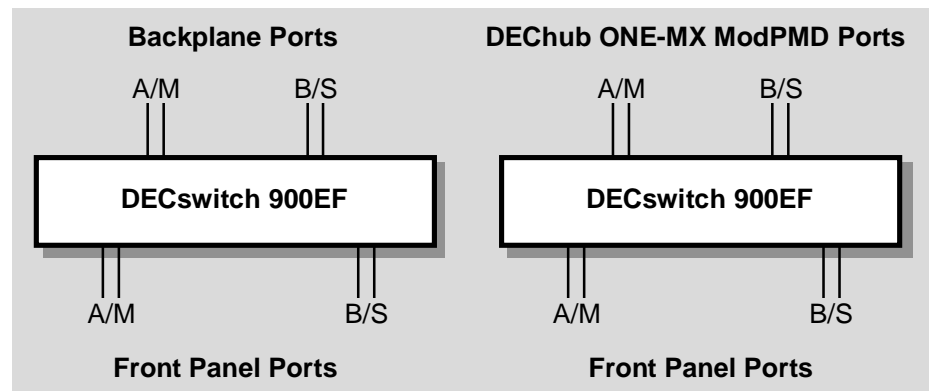 Backplane Ports
A/M B/S
DECswitch 900EF
A/M B/S
Front Panel Ports
DEChub ONE-MX ModPMD Ports
A/M B/S
DECswitch 900EF
A/M B/S
Front Panel Ports